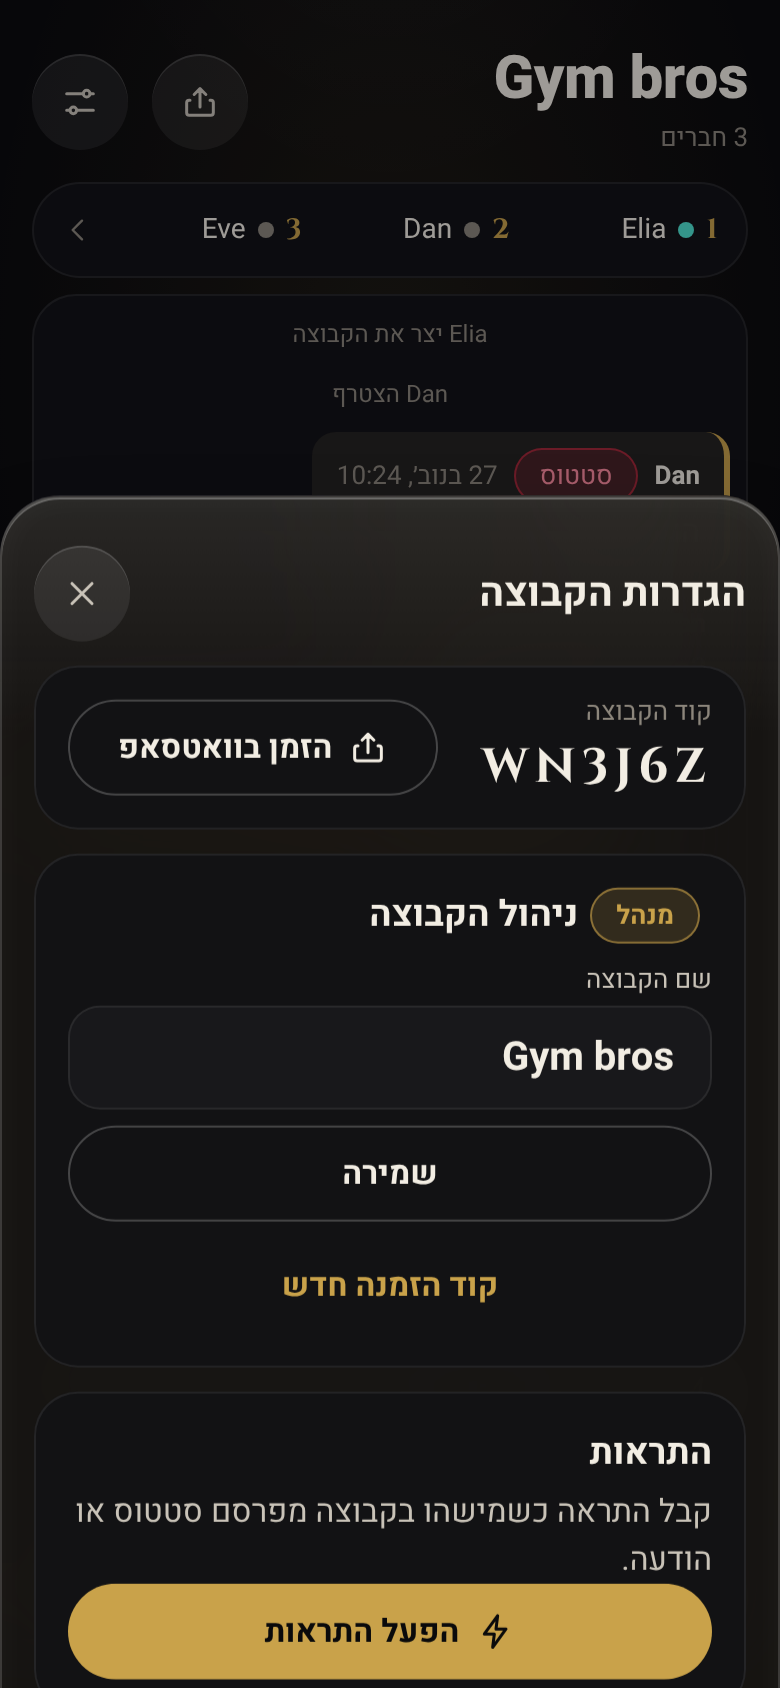 Gym bros
3 חברים
1 Elia 2 Dan 3 Eve
Elia יצר את הקבוצה
Dan הצטרף
Dan סטטוס 27 בנוב׳, 10:24
הגדרות הקבוצה
קוד הקבוצה
WN3J6Z
הזמן בוואטסאפ
מנהל ניהול הקבוצה
שם הקבוצה
Gym bros
שמירה
קוד הזמנה חדש
התראות
קבל התראה כשמישהו בקבוצה מפרסם סטטוס או
הודעה.
הפעל התראות